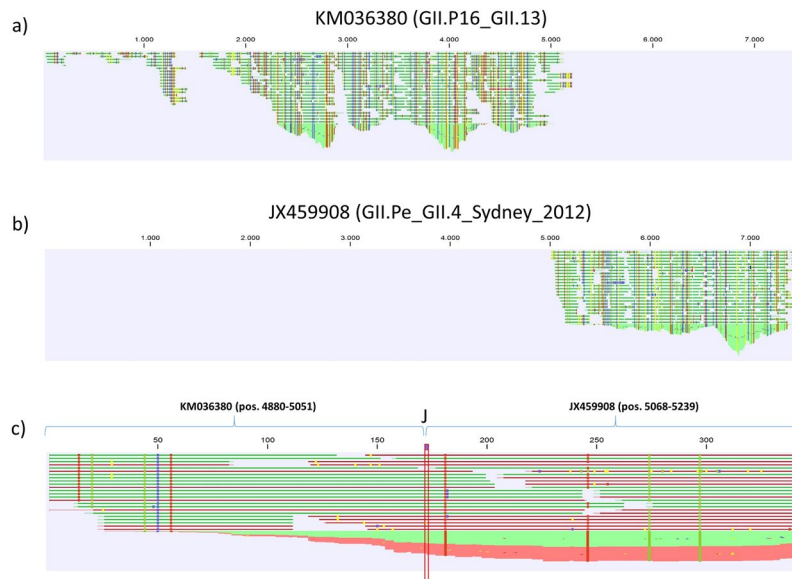 a)
KM036380 (GII.P16_GII.13)
1.000 2.000 3.000 4.000 5.000 6.000 7.000
b)
JX459908 (GII.Pe_GII.4_Sydney_2012)
1.000 2.000 3.000 4.000 5.000 6.000 7.000
KM036380 (pos. 4880-5051) J JX459908 (pos. 5068-5239)
c)
50 100 150 200 250 300